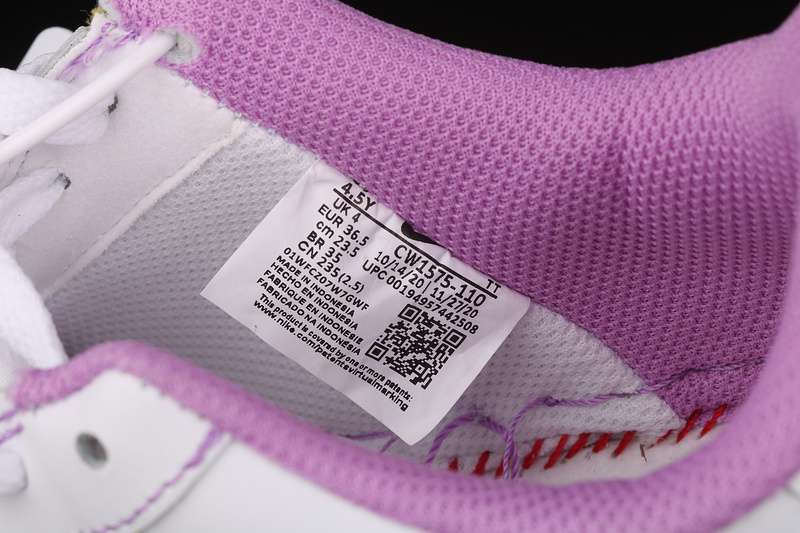 4.5Y
UK 4
EUR 36.5
cm 23.5
BR 35
CN 235(2.5)
01WFCZ07W7GWF
MADE IN INDONESIA
HECHO EN INDONESIA
FABRIQUE EN INDONESIE
FABRICADO NA INDONÉSIA
This product is covered by one or more patents:
www.nike.com/patentsvirtualmarking
TT
CW1575-110
10/14/20 | 11/27/20
UPC 00194957442508